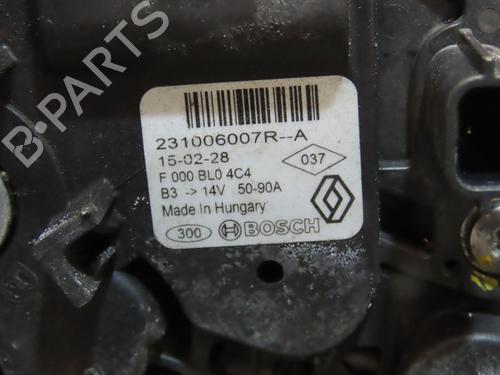 231006007R--A
15-02-28
037
F 000 BL0 4C4
B3 -> 14V 50-90A
Made In Hungary
300 BOSCH
B-PARTS